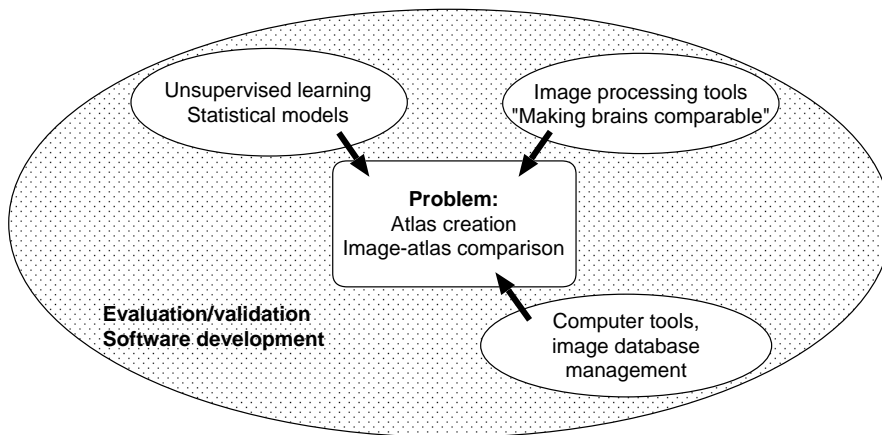 Unsupervised learning
Statistical models
Image processing tools
"Making brains comparable"
Problem:
Atlas creation
Image-atlas comparison
Evaluation/validation
Software development
Computer tools,
image database
management